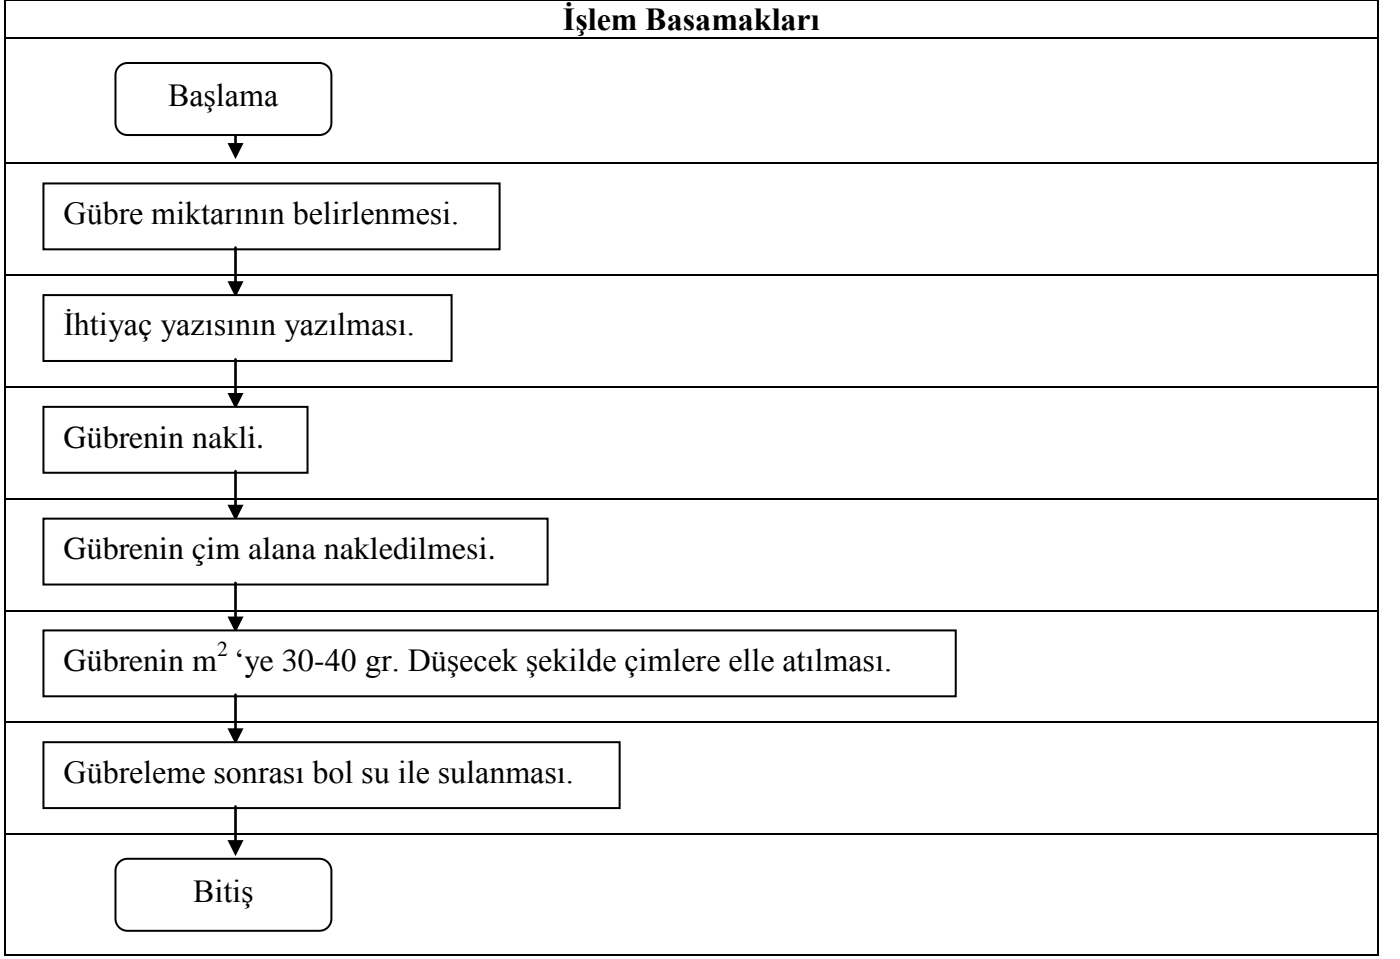 İşlem Basamakları
Başlama
Gübre miktarının belirlenmesi.
İhtiyaç yazısının yazılması.
Gübrenin nakli.
Gübrenin çim alana nakledilmesi.
Gübrenin m² ‘ye 30-40 gr. Düşecek şekilde çimlere elle atılması.
Gübreleme sonrası bol su ile sulanması.
Bitiş